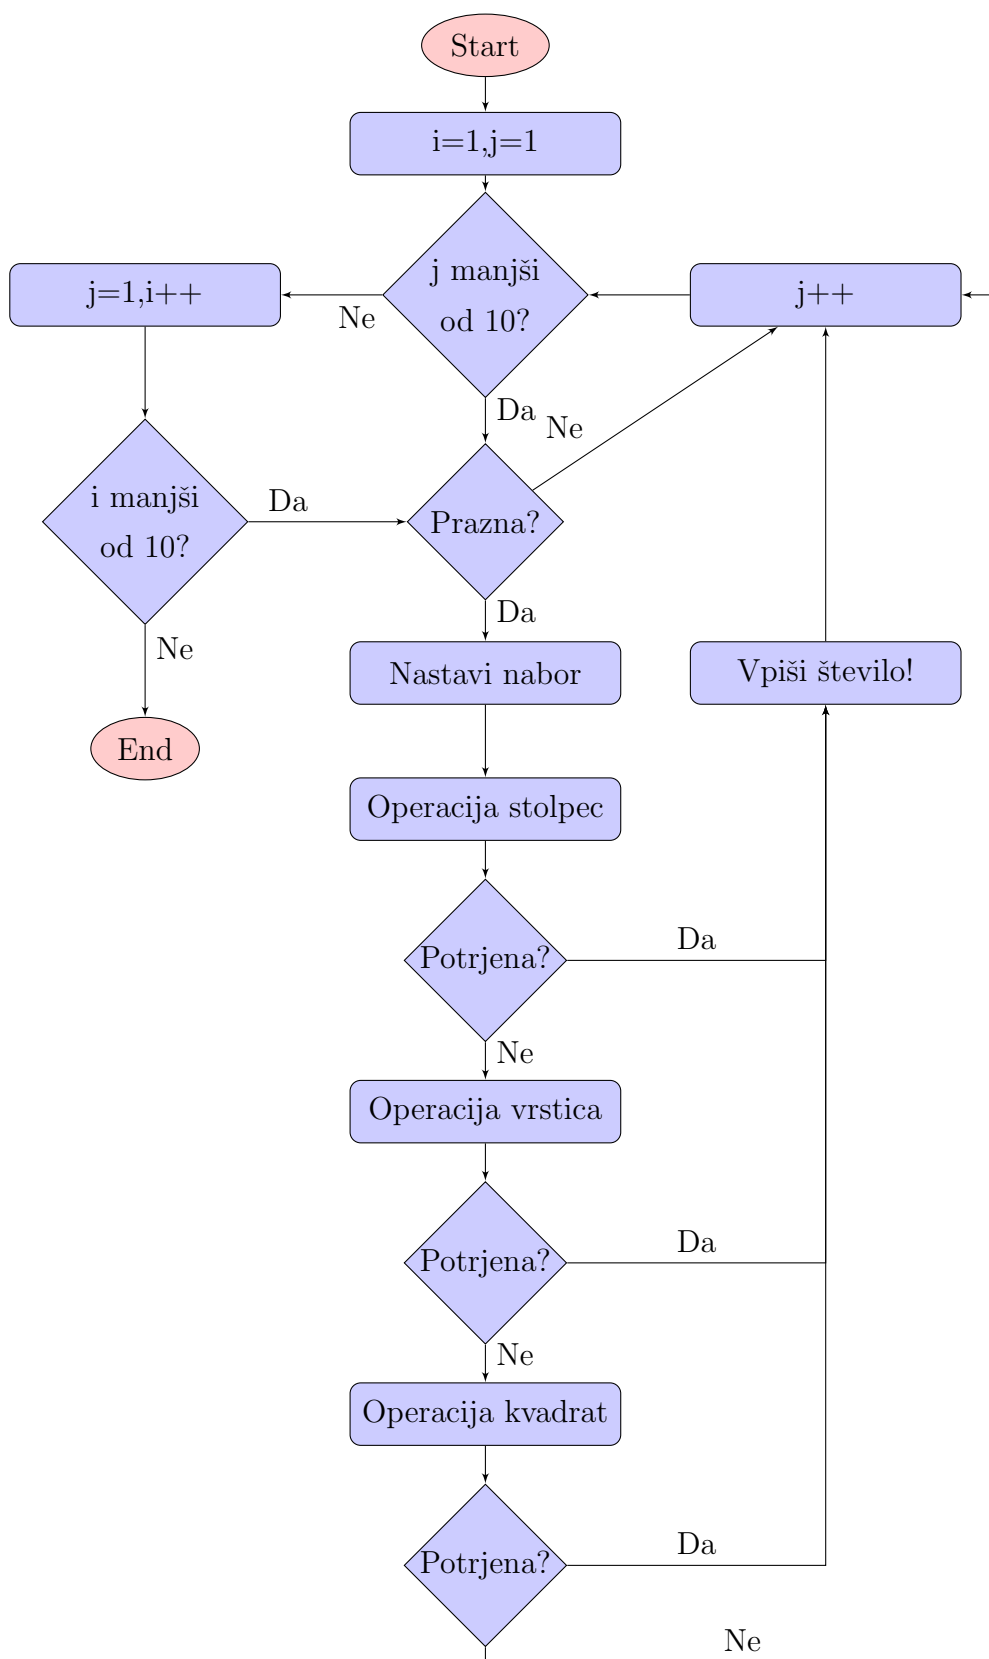 Start
i=1,j=1
j manjši
od 10?
j=1,i++
j++
Ne
Da
Ne
i manjši
od 10?
Da
Prazna?
Da
Ne
Nastavi nabor
Vpiši število!
End
Operacija stolpec
Potrjena?
Da
Ne
Operacija vrstica
Potrjena?
Da
Ne
Operacija kvadrat
Potrjena?
Da
Ne